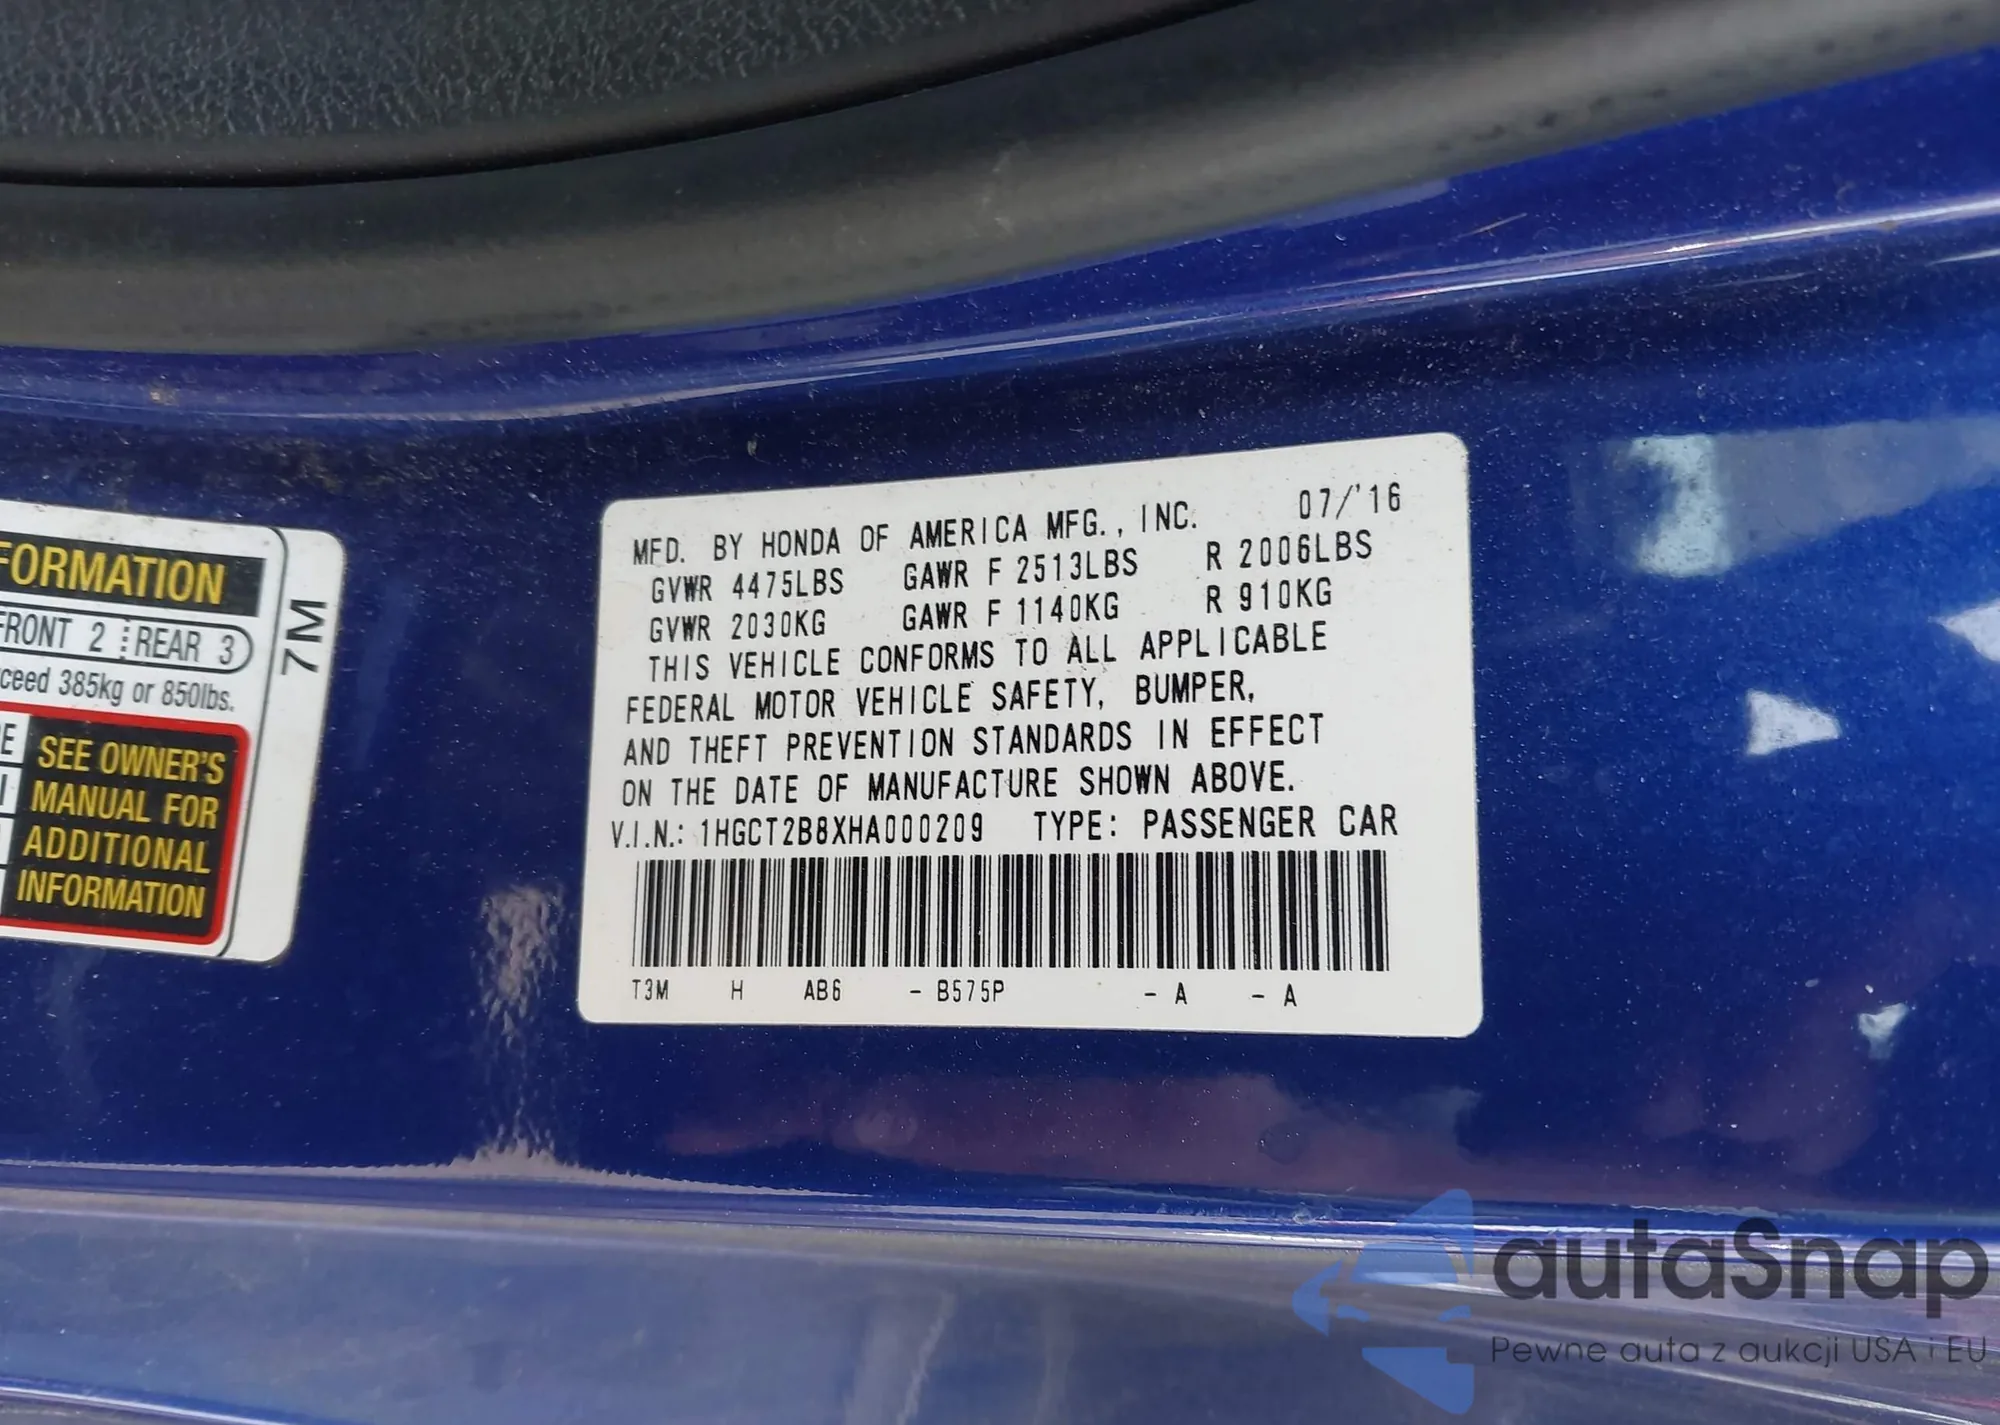 FORMATION
FRONT 2 REAR 3
ceed 385kg or 850lbs.
SEE OWNER'S
MANUAL FOR
ADDITIONAL
INFORMATION
7M
MFD. BY HONDA OF AMERICA MFG., INC. 07/'16
GVWR 4475LBS GAWR F 2513LBS R 2006LBS
GVWR 2030KG GAWR F 1140KG R 910KG
THIS VEHICLE CONFORMS TO ALL APPLICABLE
FEDERAL MOTOR VEHICLE SAFETY, BUMPER,
AND THEFT PREVENTION STANDARDS IN EFFECT
ON THE DATE OF MANUFACTURE SHOWN ABOVE.
V.I.N.: 1HGCT2B8XHA000209 TYPE: PASSENGER CAR
T3M H AB6 - B575P - A - A
autaSnap
Pewne auta z aukcji USA i EU